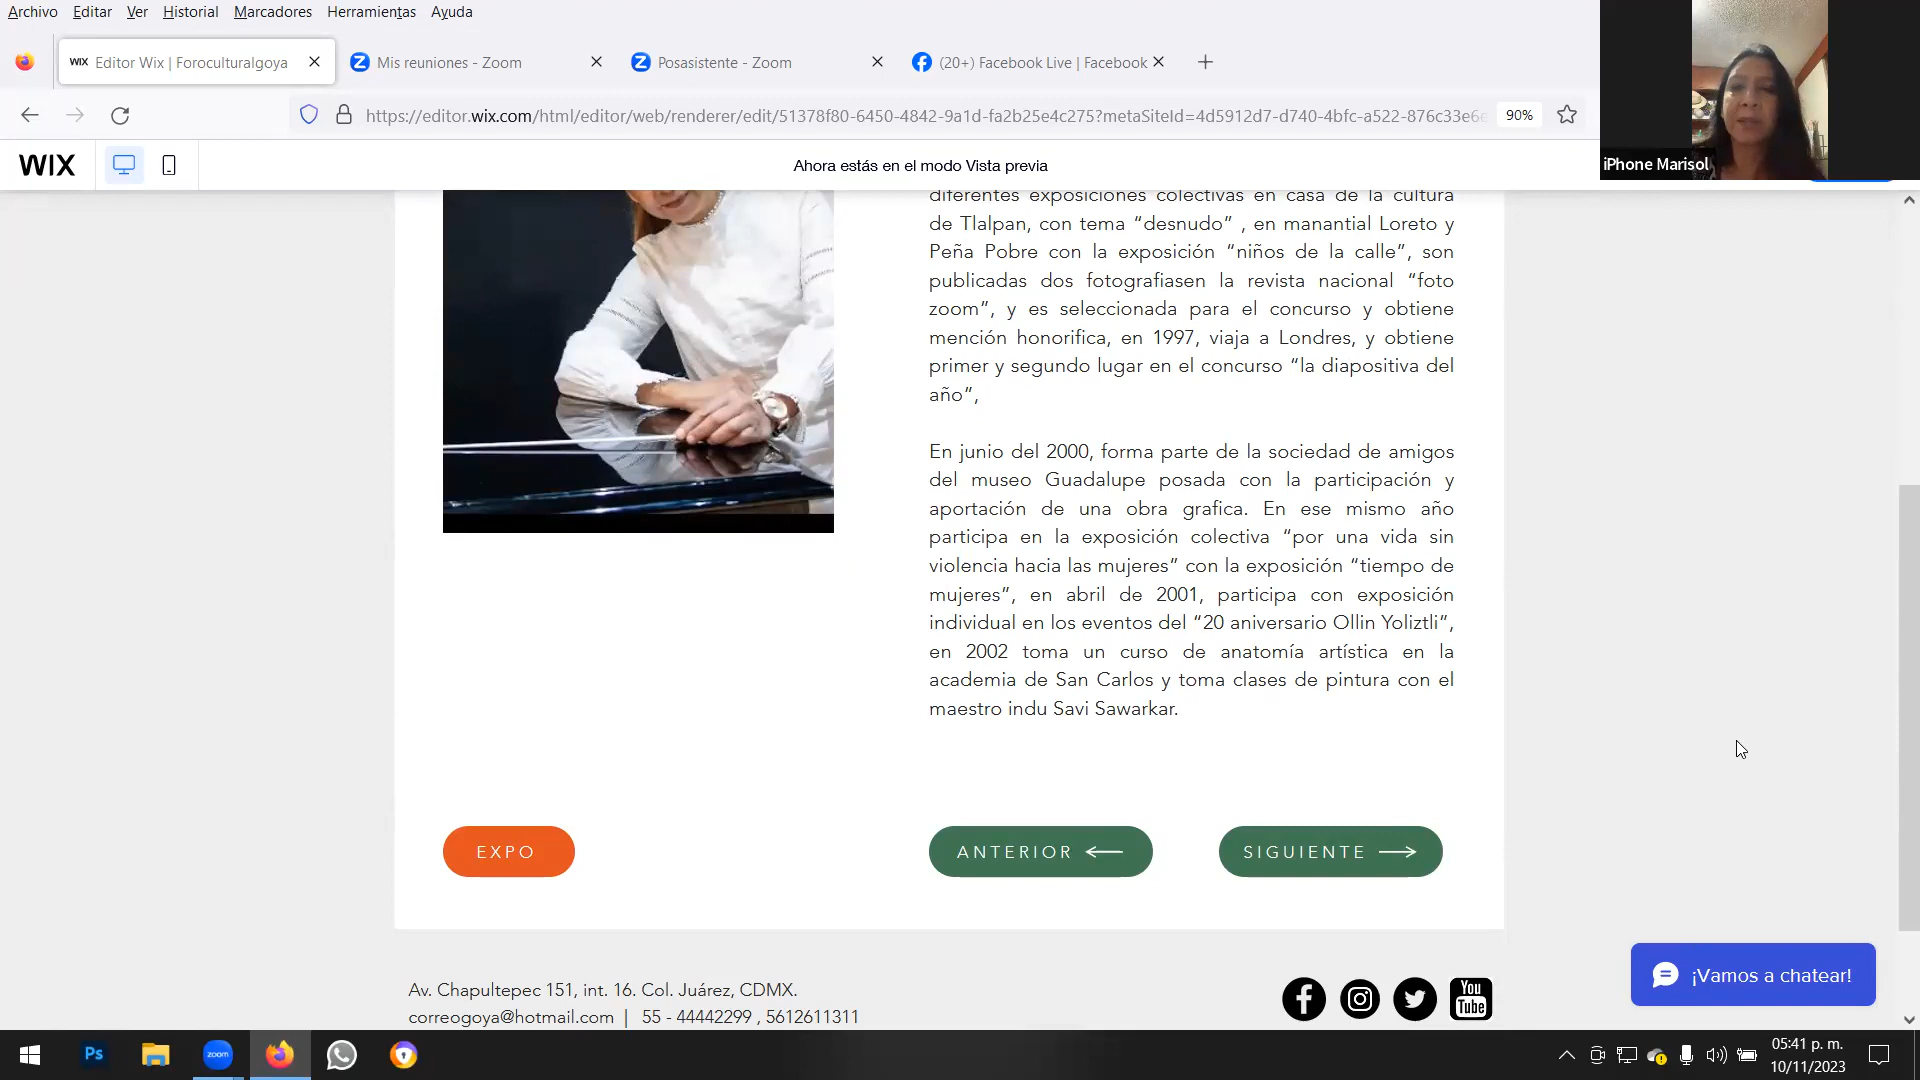 Archivo Editar Ver Historial Marcadores Herramientas Ayuda
WIX Editor Wix | Foroculturalgoya
Mis reuniones - Zoom
Posasistente - Zoom
(20+) Facebook Live | Facebook
https://editor.wix.com/html/editor/web/renderer/edit/51378f80-6450-4842-9a1d-fa2b25e4c275?metaSiteId=4d5912d7-d740-4bfc-a522-876c33e6e
90%
WIX
Ahora estás en el modo Vista previa
iPhone Marisol
diferentes exposiciones colectivas en casa de la cultura
de Tlalpan, con tema “desnudo” , en manantial Loreto y
Peña Pobre con la exposición “niños de la calle”, son
publicadas dos fotografiasen la revista nacional “foto
zoom”, y es seleccionada para el concurso y obtiene
mención honorifica, en 1997, viaja a Londres, y obtiene
primer y segundo lugar en el concurso “la diapositiva del
año”,
En junio del 2000, forma parte de la sociedad de amigos
del museo Guadalupe posada con la participación y
aportación de una obra grafica. En ese mismo año
participa en la exposición colectiva “por una vida sin
violencia hacia las mujeres” con la exposición “tiempo de
mujeres”, en abril de 2001, participa con exposición
individual en los eventos del “20 aniversario Ollin Yoliztli”,
en 2002 toma un curso de anatomía artística en la
academia de San Carlos y toma clases de pintura con el
maestro indu Savi Sawarkar.
EXPO
ANTERIOR
SIGUIENTE
¡Vamos a chatear!
Av. Chapultepec 151, int. 16. Col. Juárez, CDMX.
correogoya@hotmail.com | 55 - 44442299 , 5612611311
You
Tube
Ps
zoom
05:41 p. m.
10/11/2023